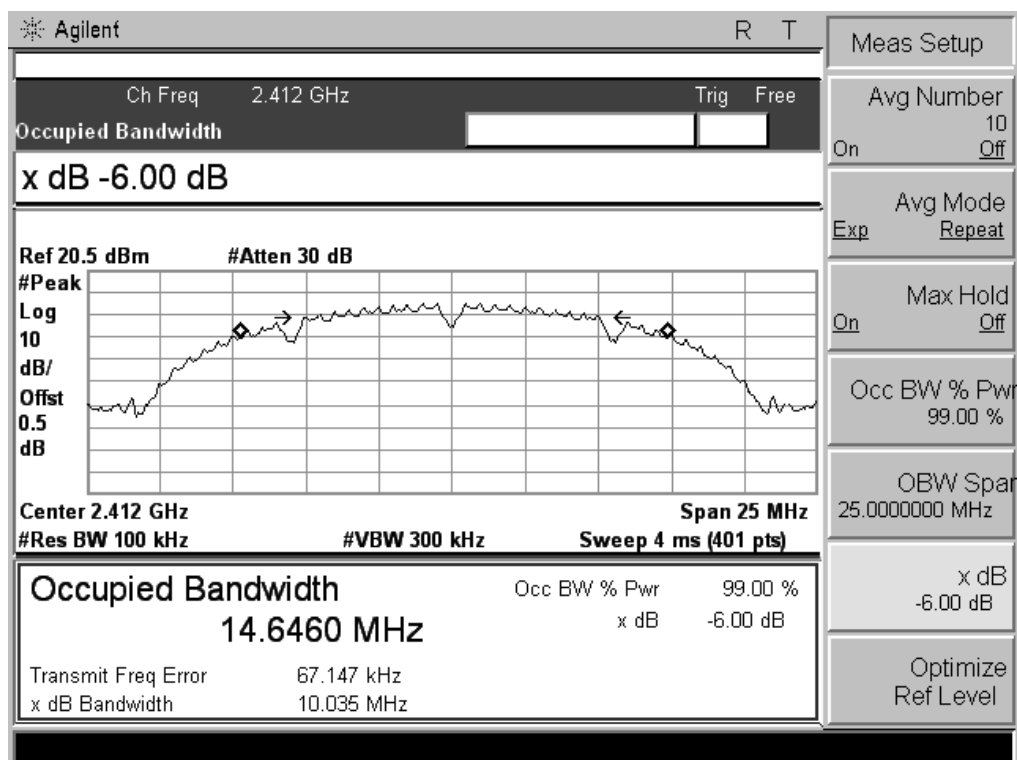 Agilent R T
Ch Freq 2.412 GHz Trig Free
Occupied Bandwidth
x dB -6.00 dB
Ref 20.5 dBm #Atten 30 dB
#Peak
Log
10
dB/
Offst
0.5
dB
Center 2.412 GHz Span 25 MHz
#Res BW 100 kHz #VBW 300 kHz Sweep 4 ms (401 pts)
Occupied Bandwidth Occ BW % Pwr 99.00 %
14.6460 MHz x dB -6.00 dB
Transmit Freq Error 67.147 kHz
x dB Bandwidth 10.035 MHz
Meas Setup
Avg Number
10
On Off
Avg Mode
Exp Repeat
Max Hold
On Off
Occ BW % Pwr
99.00 %
OBW Span
25.0000000 MHz
x dB
-6.00 dB
Optimize
Ref Level